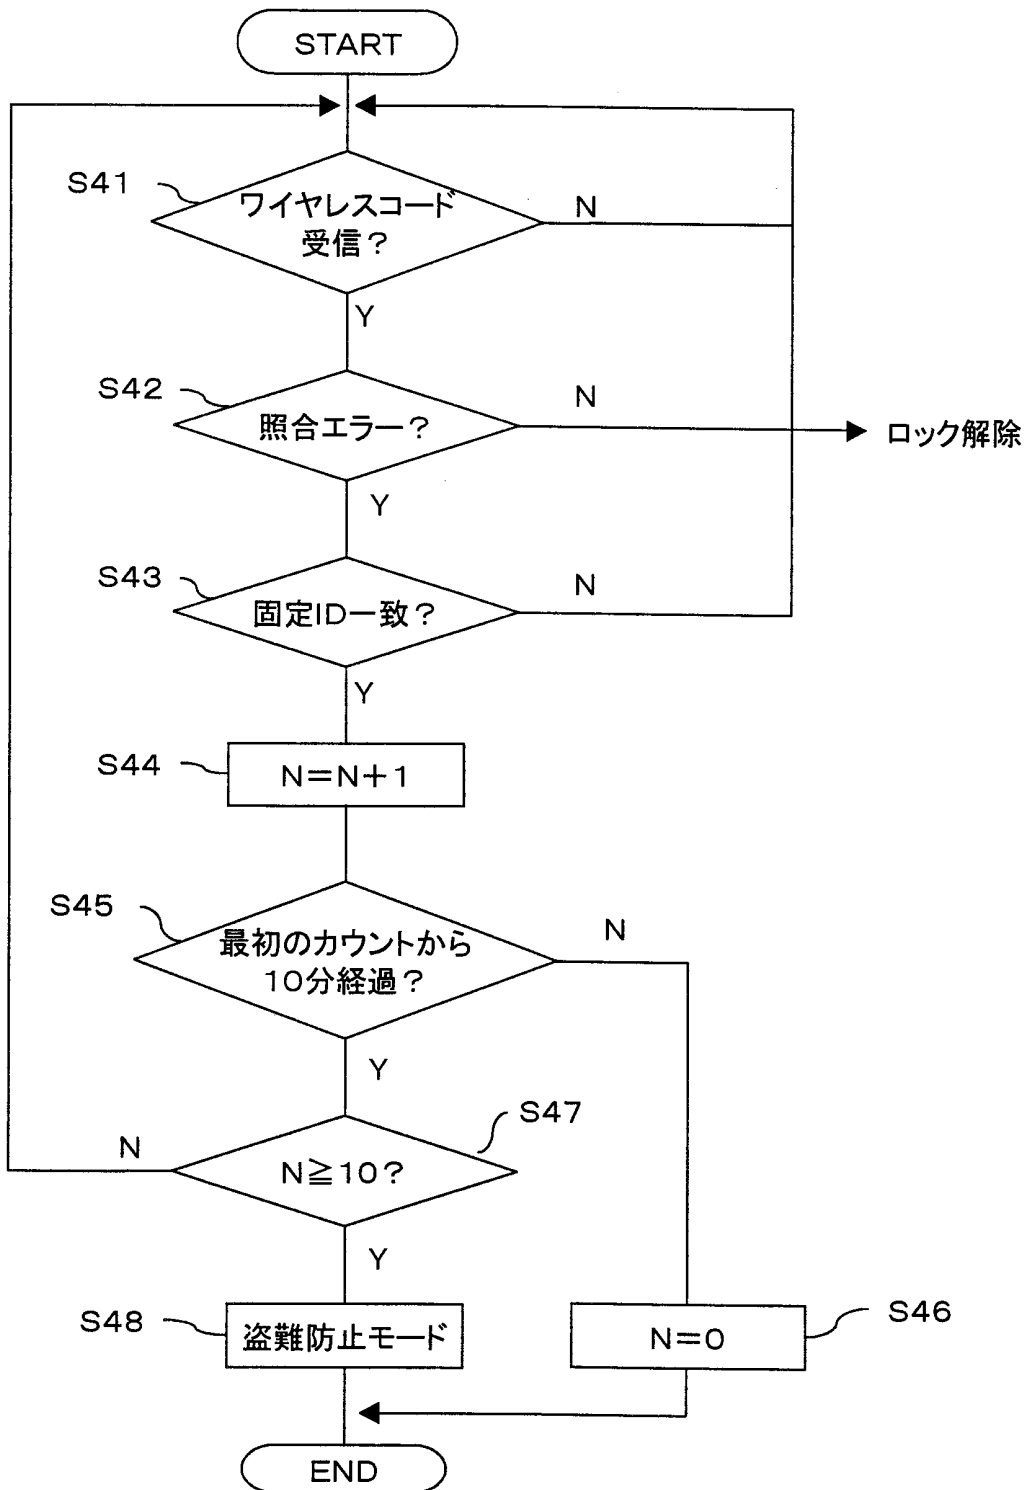 START
S41
ワイヤレスコード
受信？
N
Y
S42
照合エラー？
N
ロック解除
Y
S43
固定ID一致？
N
Y
S44
N＝N＋1
S45
最初のカウントから
10分経過？
N
Y
S47
N≧10？
N
Y
S48
盗難防止モード
S46
N＝0
END